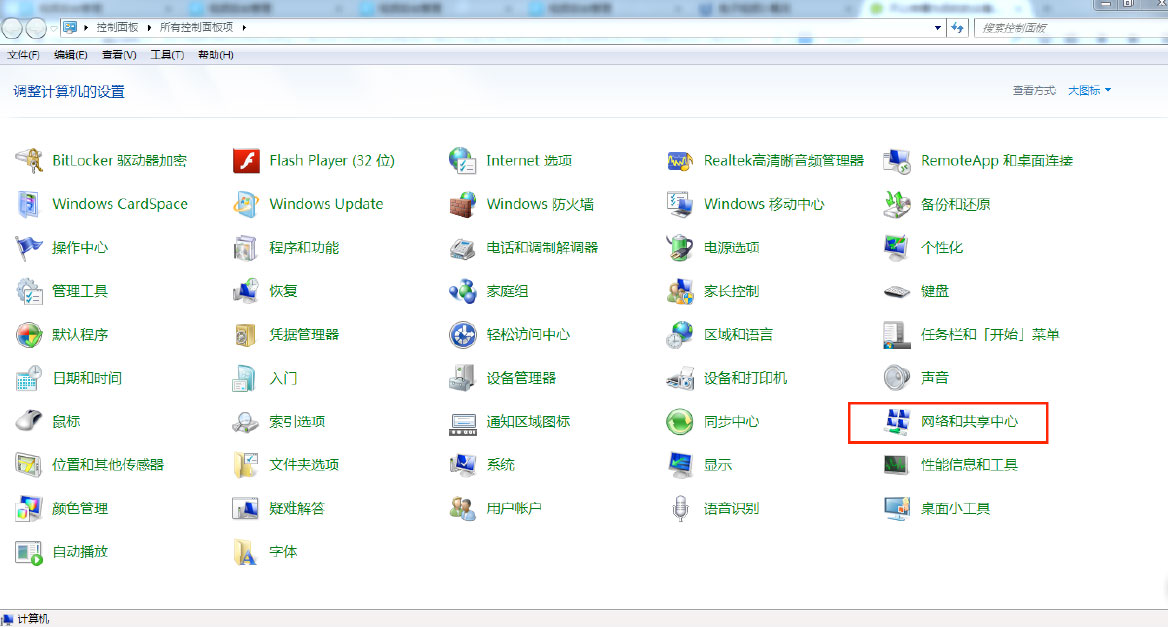 控制面板 所有控制面板项 搜索控制面板
文件(F) 编辑(E) 查看(V) 工具(T) 帮助(H)
调整计算机的设置 查看方式: 大图标
BitLocker 驱动器加密 Flash Player (32 位) Internet 选项 Realtek高清晰音频管理器 RemoteApp 和桌面连接
Windows CardSpace Windows Update Windows 防火墙 Windows 移动中心 备份和还原
操作中心 程序和功能 电话和调制解调器 电源选项 个性化
管理工具 恢复 家庭组 家长控制 键盘
默认程序 凭据管理器 轻松访问中心 区域和语言 任务栏和「开始」菜单
日期和时间 入门 设备管理器 设备和打印机 声音
鼠标 索引选项 通知区域图标 同步中心 网络和共享中心
位置和其他传感器 文件夹选项 系统 显示 性能信息和工具
颜色管理 疑难解答 用户帐户 语音识别 桌面小工具
自动播放 字体
计算机